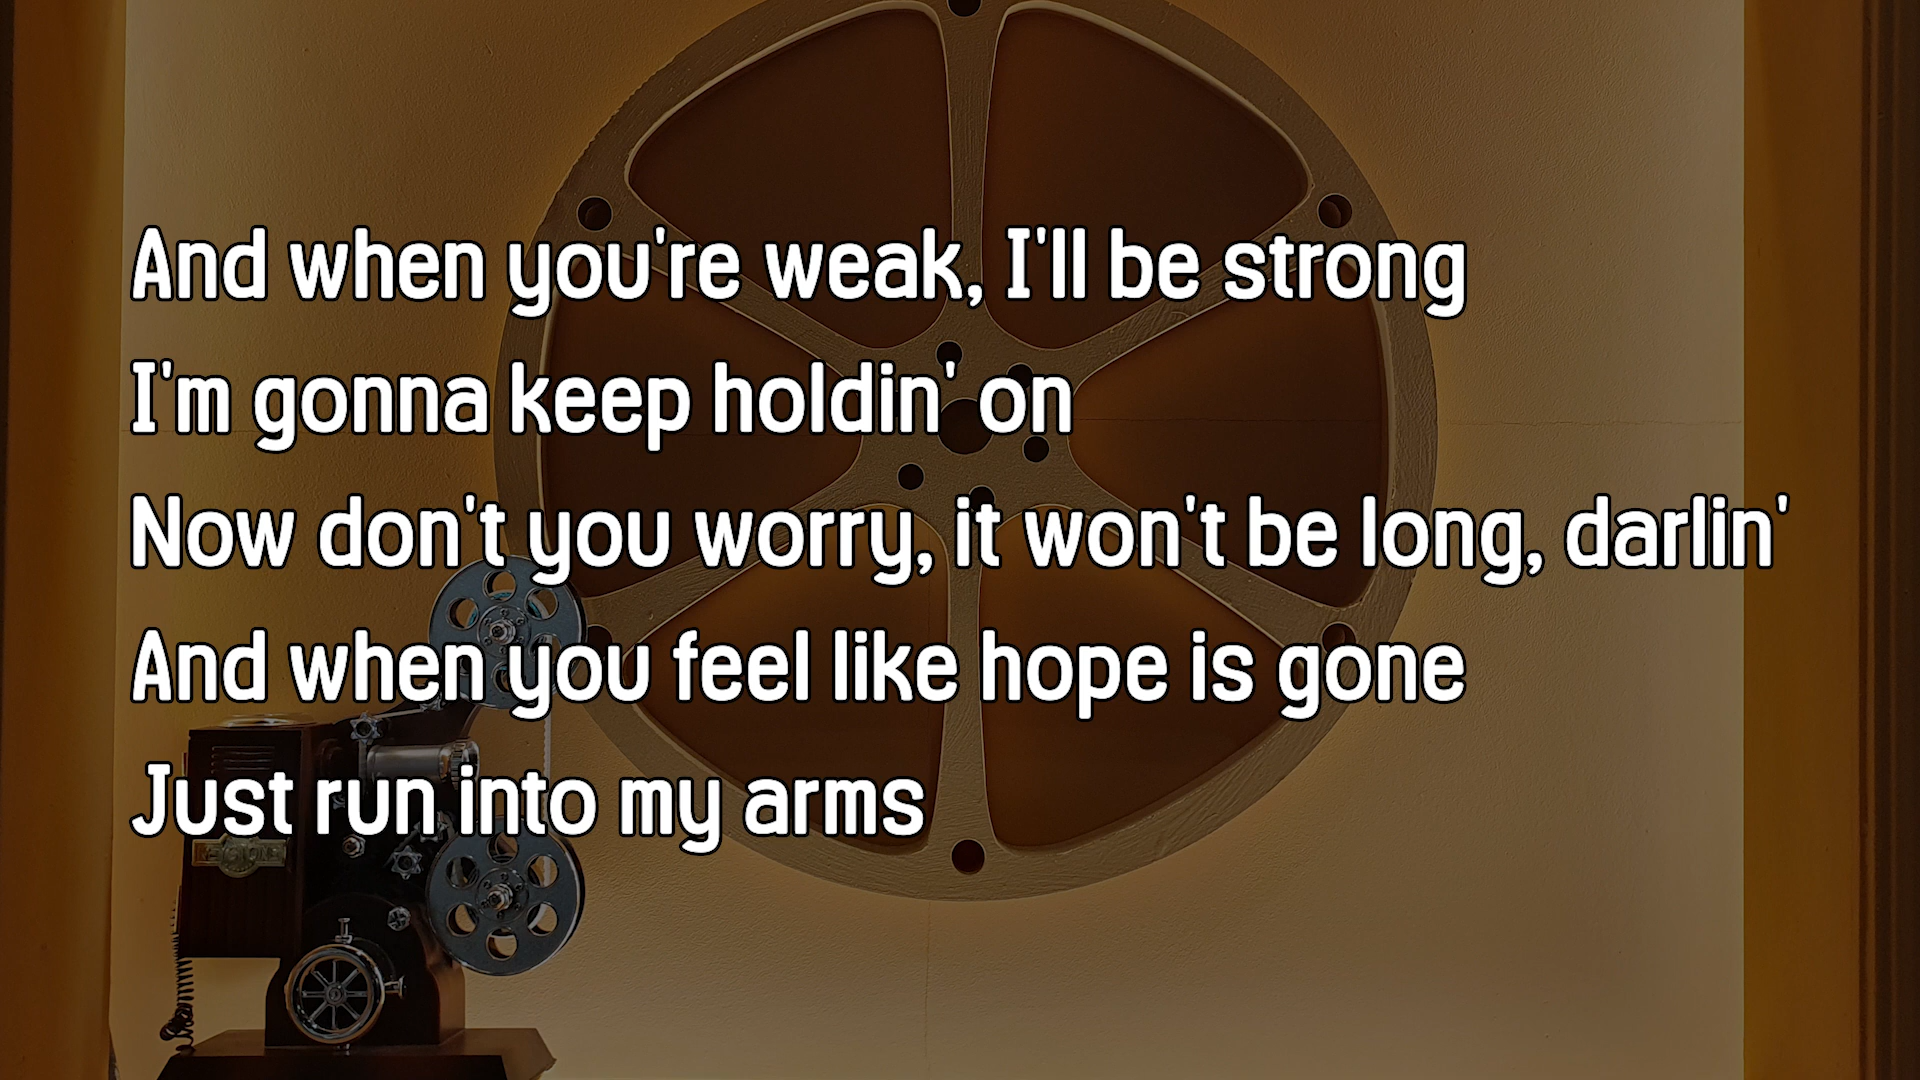 And when you're weak, I'll be strong
I'm gonna keep holdin' on
Now don't you worry, it won't be long, darlin'
And when you feel like hope is gone
Just run into my arms